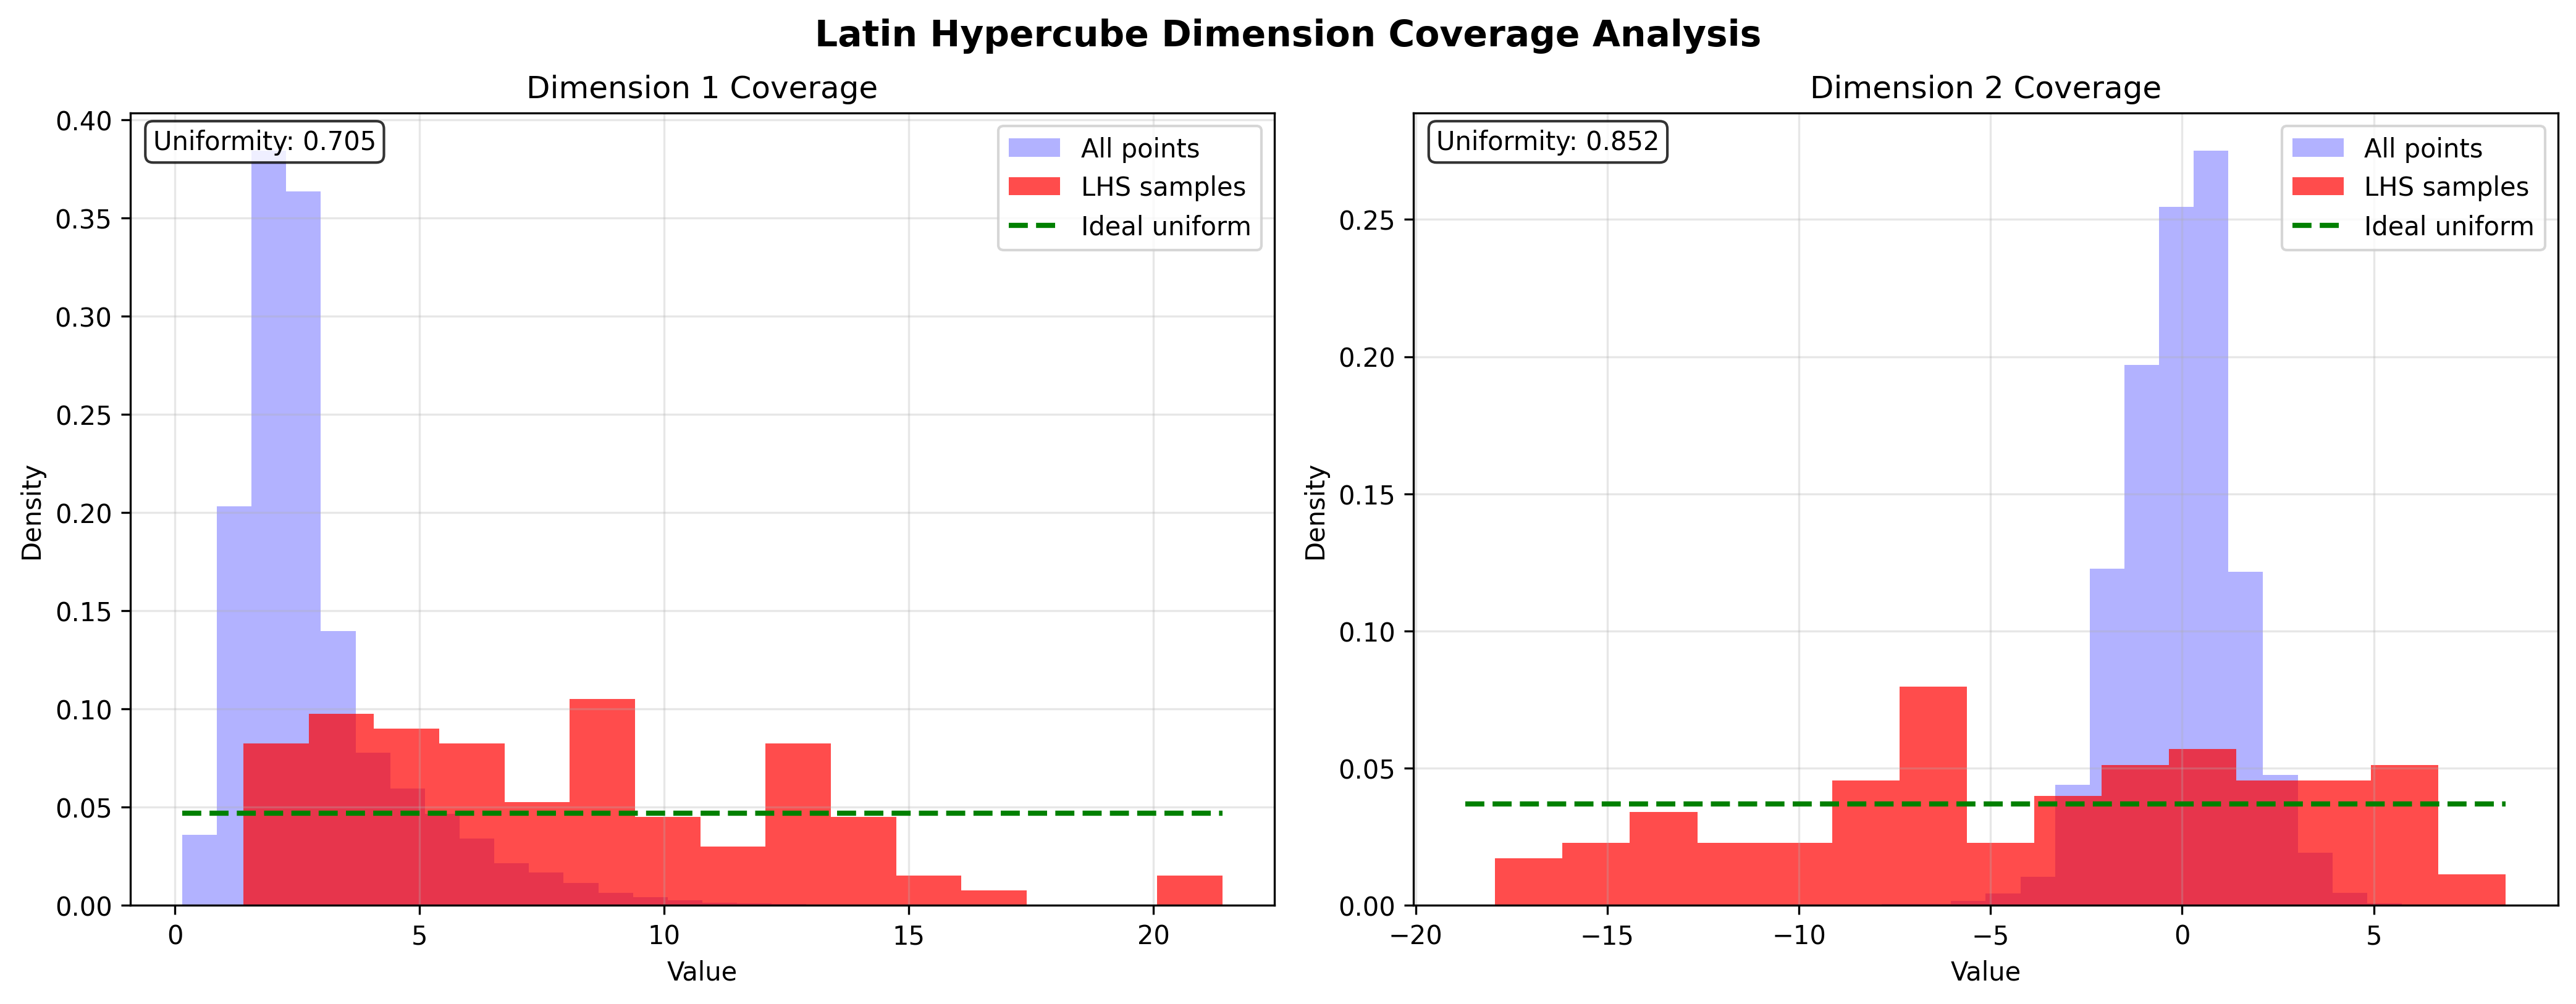 Latin Hypercube Dimension Coverage Analysis
Dimension 1 Coverage
Uniformity: 0.705
All points
LHS samples
Ideal uniform
0.40
0.35
0.30
0.25
0.20
0.15
0.10
0.05
0.00
Density
0
5
10
15
20
Value
Dimension 2 Coverage
Uniformity: 0.852
All points
LHS samples
Ideal uniform
0.25
0.20
0.15
0.10
0.05
0.00
Density
−20
−15
−10
−5
0
5
Value